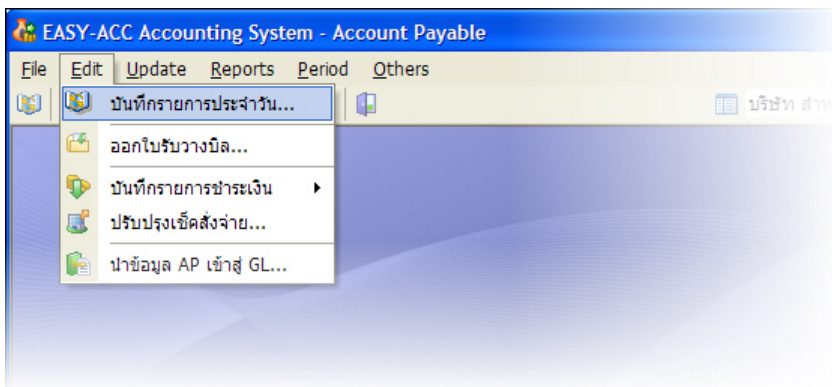 EASY-ACC Accounting System - Account Payable
File Edit Update Reports Period Others
บริษัท
บันทึกรายการประจำวัน...
ออกใบรับวางบิล...
บันทึกรายการชำระเงิน
ปรับปรุงเช็คสั่งจ่าย...
นำข้อมูล AP เข้าสู่ GL...